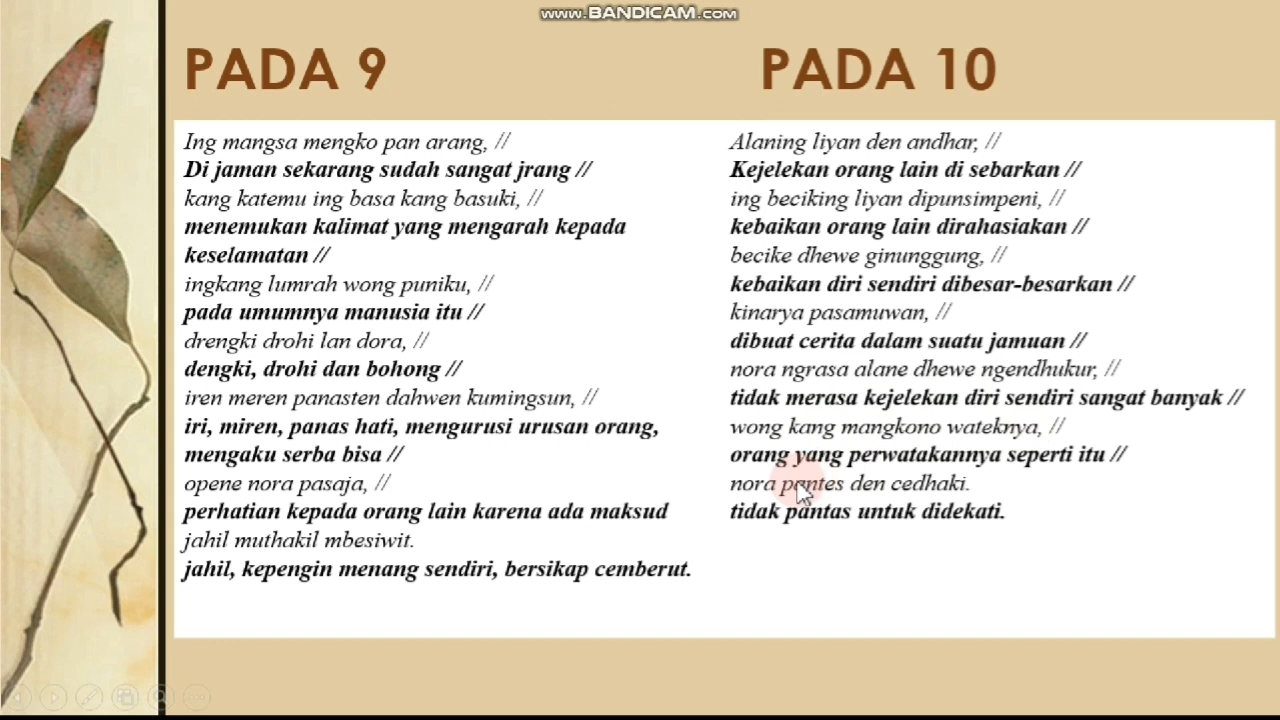 www.BANDICAM.com
PADA 9
Ing mangsa mengko pan arang, //
Di jaman sekarang sudah sangat jrang //
kang katemu ing basa kang basuki, //
menemukan kalimat yang mengarah kepada
keselamatan //
ingkang lumrah wong puniku, //
pada umumnya manusia itu //
drengki drohi lan dora, //
dengki, drohi dan bohong //
iren meren panasten dahwen kumingsun, //
iri, miren, panas hati, mengurusi urusan orang,
mengaku serba bisa //
opene nora pasaja, //
perhatian kepada orang lain karena ada maksud
jahil muthakil mbesiwit.
jahil, kepengin menang sendiri, bersikap cemberut.
PADA 10
Alaning liyan den andhar, //
Kejelekan orang lain di sebarkan //
ing beciking liyan dipunsimpeni, //
kebaikan orang lain dirahasiakan //
becike dhewe ginunggung, //
kebaikan diri sendiri dibesar-besarkan //
kinarya pasamuwan, //
dibuat cerita dalam suatu jamuan //
nora ngrasa alane dhewe ngendhukur, //
tidak merasa kejelekan diri sendiri sangat banyak //
wong kang mangkono wateknya, //
orang yang perwatakannya seperti itu //
nora pantes den cedhaki.
tidak pantas untuk didekati.